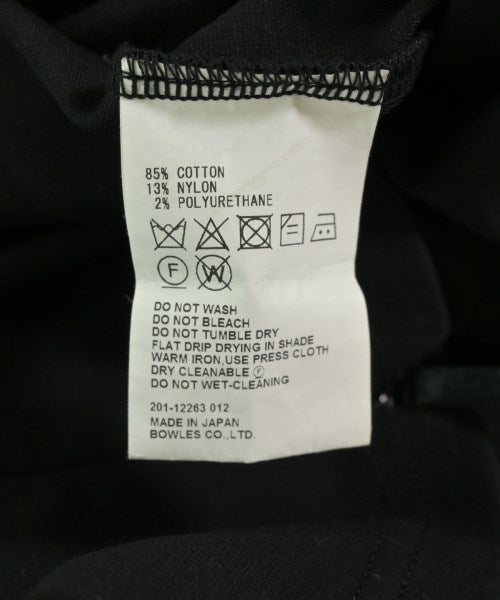 85% COTTON
13% NYLON
2% POLYURETHANE
F W
DO NOT WASH
DO NOT BLEACH
DO NOT TUMBLE DRY
FLAT DRIP DRYING IN SHADE
WARM IRON,USE PRESS CLOTH
DRY CLEANABLE Ⓕ
DO NOT WET-CLEANING
201-12263 012
MADE IN JAPAN
BOWLES CO.,LTD.